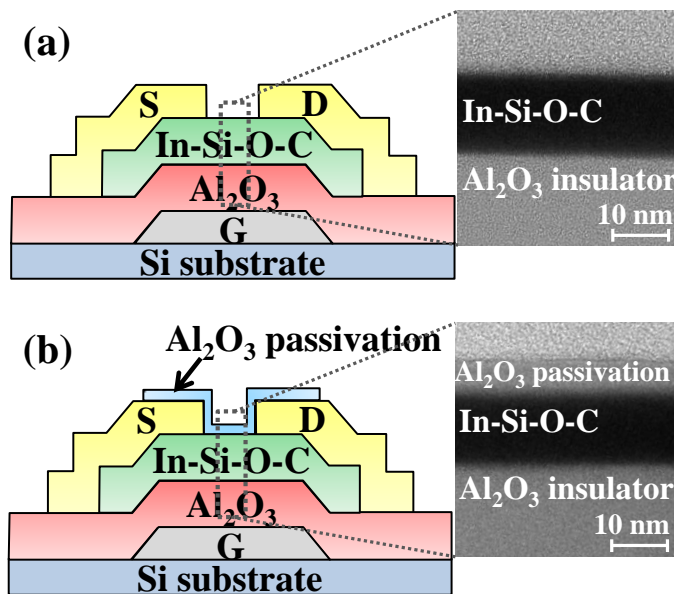 (a)
S
D
In-Si-O-C
Al₂O₃
G
Si substrate
In-Si-O-C
Al₂O₃ insulator
10 nm
(b)
Al₂O₃ passivation
S
D
In-Si-O-C
Al₂O₃
G
Si substrate
Al₂O₃ passivation
In-Si-O-C
Al₂O₃ insulator
10 nm